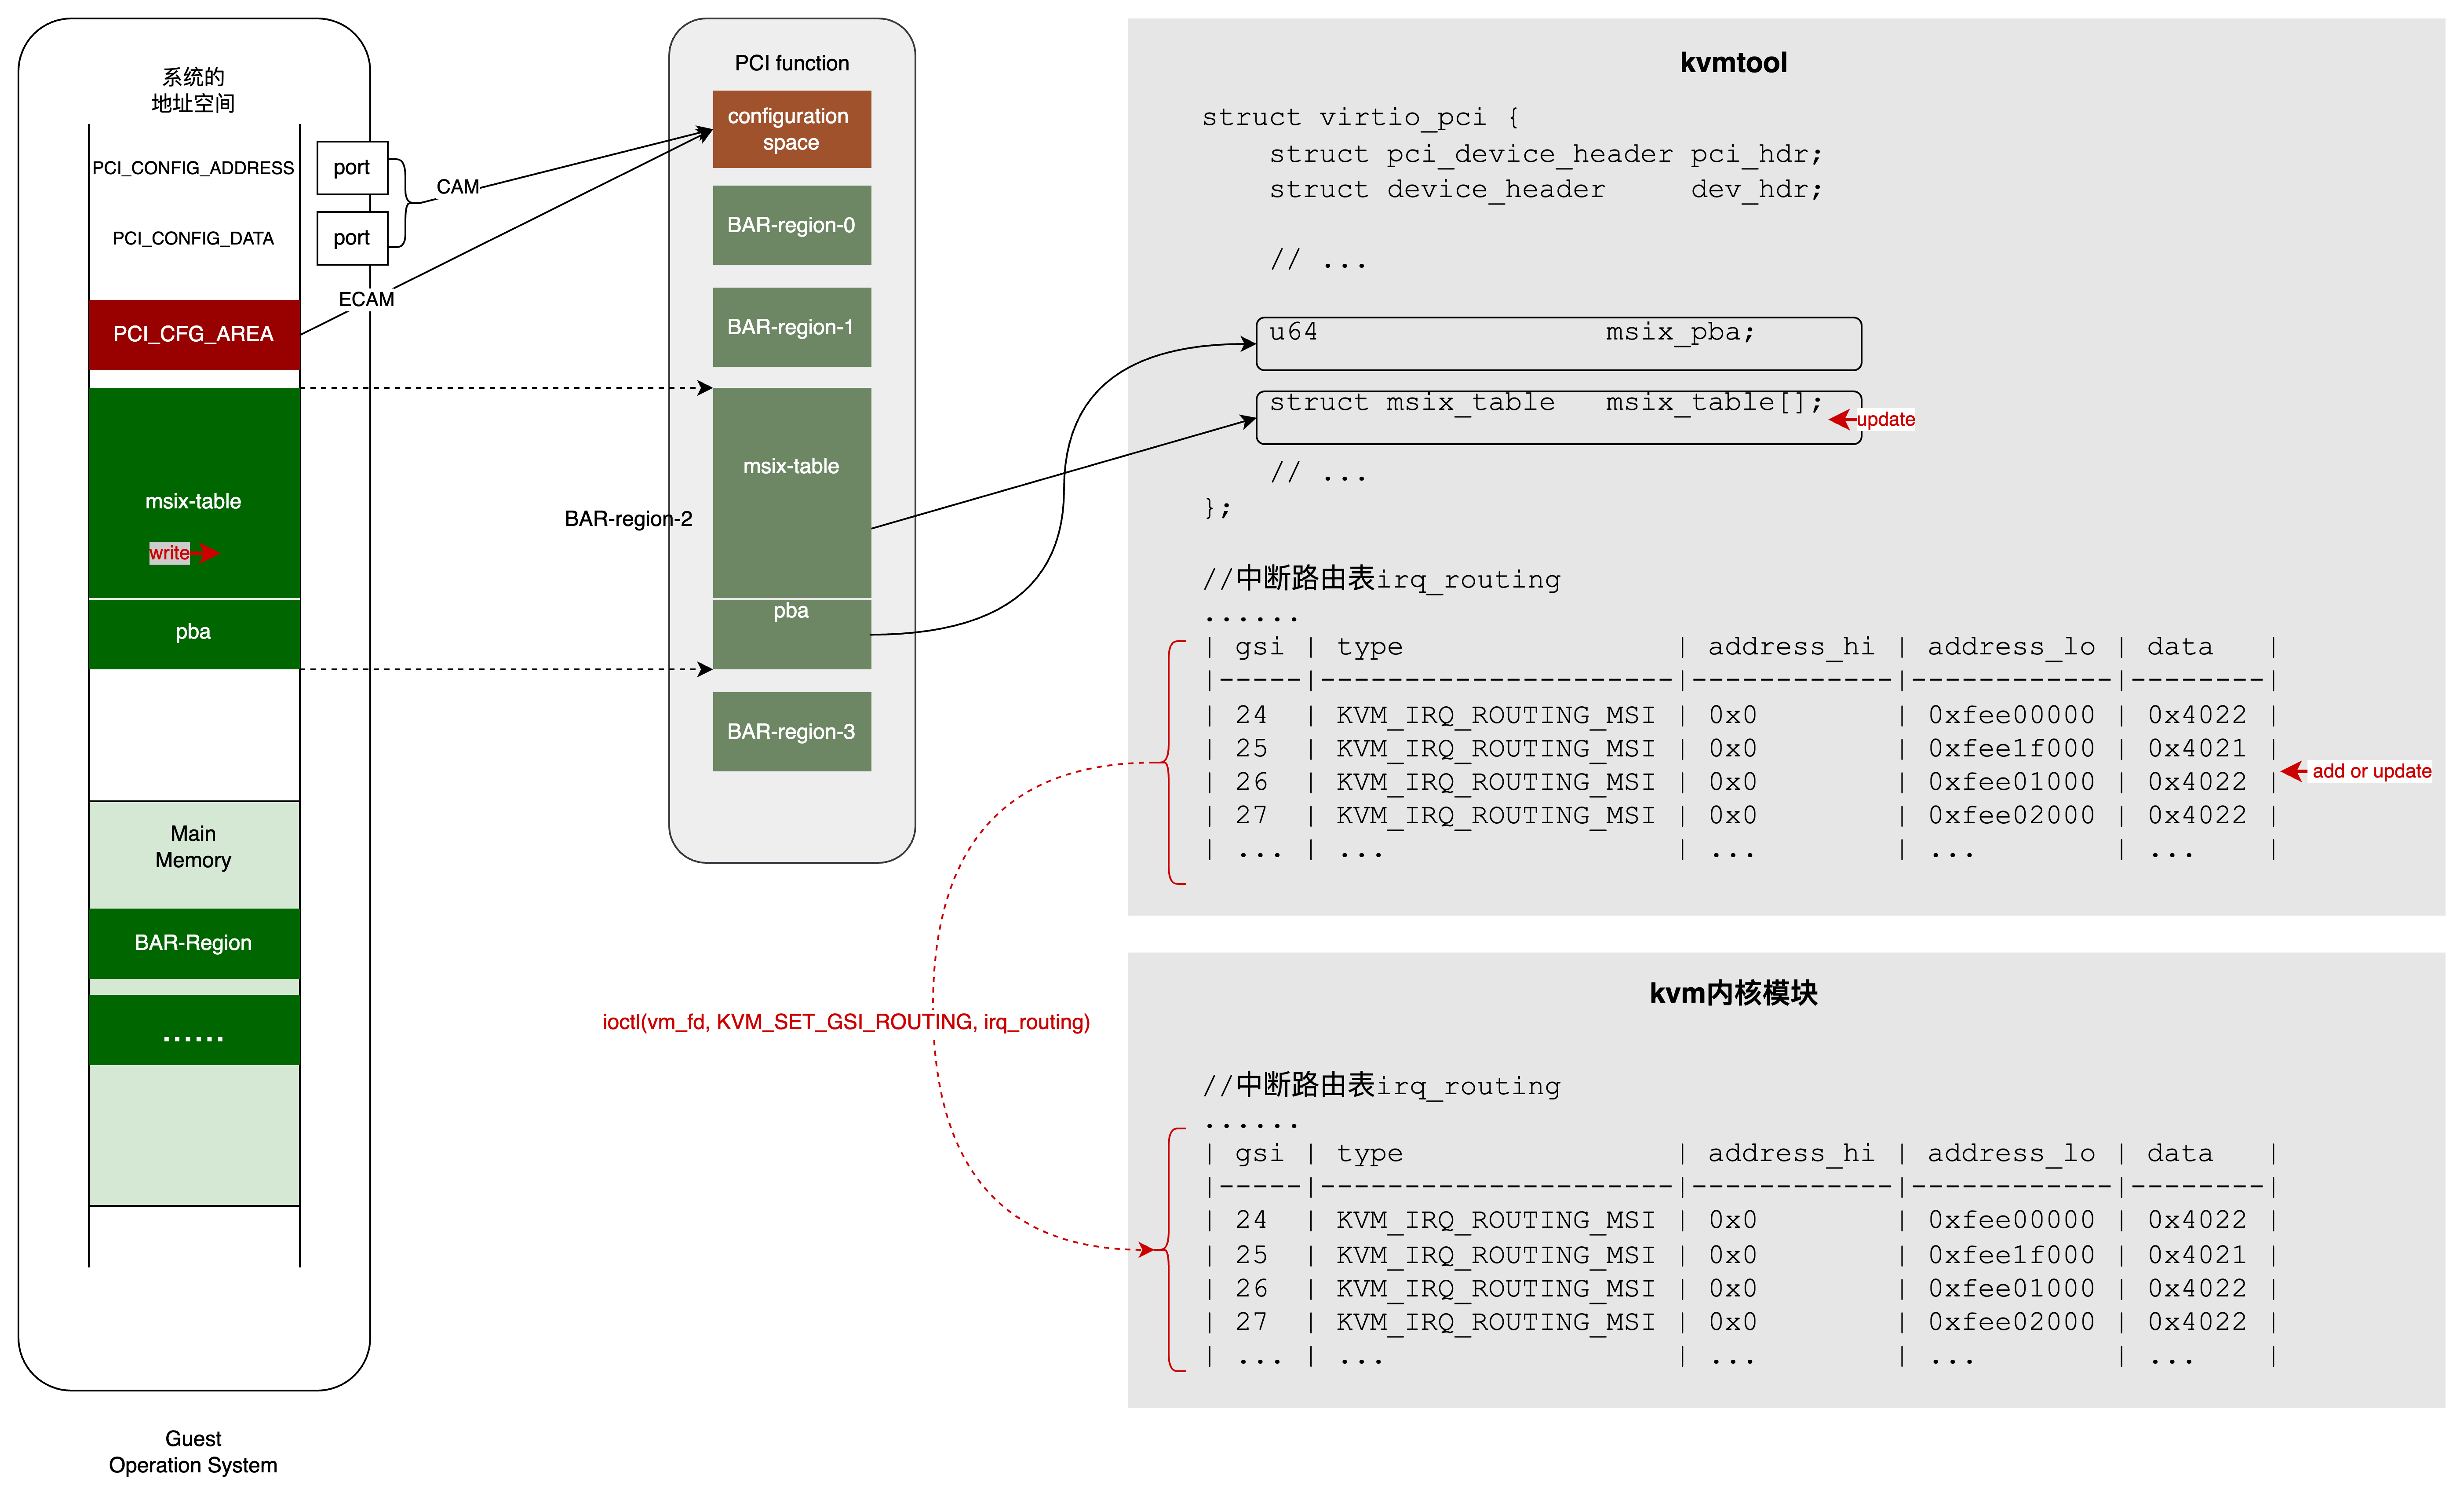 系统的
地址空间
PCI_CONFIG_ADDRESS
port
PCI_CONFIG_DATA
port
CAM
ECAM
PCI_CFG_AREA
msix-table
write
pba
Main
Memory
BAR-Region
......
Guest
Operation System
PCI function
configuration
space
BAR-region-0
BAR-region-1
msix-table
BAR-region-2
pba
BAR-region-3
ioctl(vm_fd, KVM_SET_GSI_ROUTING, irq_routing)
kvmtool
struct virtio_pci {
    struct pci_device_header pci_hdr;
    struct device_header     dev_hdr;
    // ...
    u64                 msix_pba;
    struct msix_table   msix_table[];
update
    // ...
};
//中断路由表irq_routing
......
| gsi | type                | address_hi | address_lo | data   |
|-----|---------------------|------------|------------|--------|
| 24  | KVM_IRQ_ROUTING_MSI | 0x0        | 0xfee00000 | 0x4022 |
| 25  | KVM_IRQ_ROUTING_MSI | 0x0        | 0xfee1f000 | 0x4021 |
| 26  | KVM_IRQ_ROUTING_MSI | 0x0        | 0xfee01000 | 0x4022 |
| 27  | KVM_IRQ_ROUTING_MSI | 0x0        | 0xfee02000 | 0x4022 |
| ... | ...                 | ...        | ...        | ...    |
add or update
kvm内核模块
//中断路由表irq_routing
......
| gsi | type                | address_hi | address_lo | data   |
|-----|---------------------|------------|------------|--------|
| 24  | KVM_IRQ_ROUTING_MSI | 0x0        | 0xfee00000 | 0x4022 |
| 25  | KVM_IRQ_ROUTING_MSI | 0x0        | 0xfee1f000 | 0x4021 |
| 26  | KVM_IRQ_ROUTING_MSI | 0x0        | 0xfee01000 | 0x4022 |
| 27  | KVM_IRQ_ROUTING_MSI | 0x0        | 0xfee02000 | 0x4022 |
| ... | ...                 | ...        | ...        | ...    |